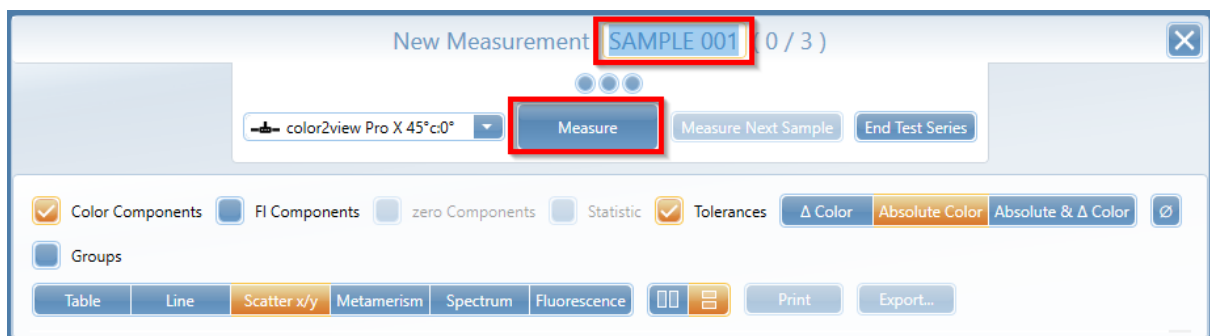 New Measurement SAMPLE 001 ( 0 / 3 )
color2view Pro X 45°c:0° Measure Measure Next Sample End Test Series
Color Components FI Components zero Components Statistic Tolerances Δ Color Absolute Color Absolute & Δ Color Ø
Groups
Table Line Scatter x/y Metamerism Spectrum Fluorescence Print Export...